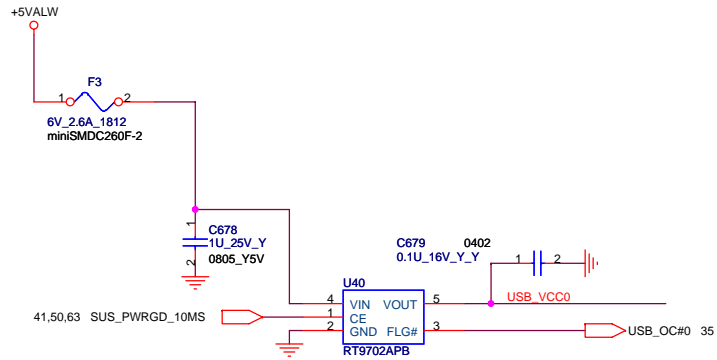 +5VALW
F3
1 2
6V_2.6A_1812
miniSMDC260F-2
1
C678
1U_25V_Y
2
0805_Y5V
C679 0402
0.1U_16V_Y_Y
1 2
U40
4 VIN VOUT 5 USB_VCC0
41,50,63 SUS_PWRGD_10MS 1 CE
2 GND FLG# 3 USB_OC#0 35
RT9702APB